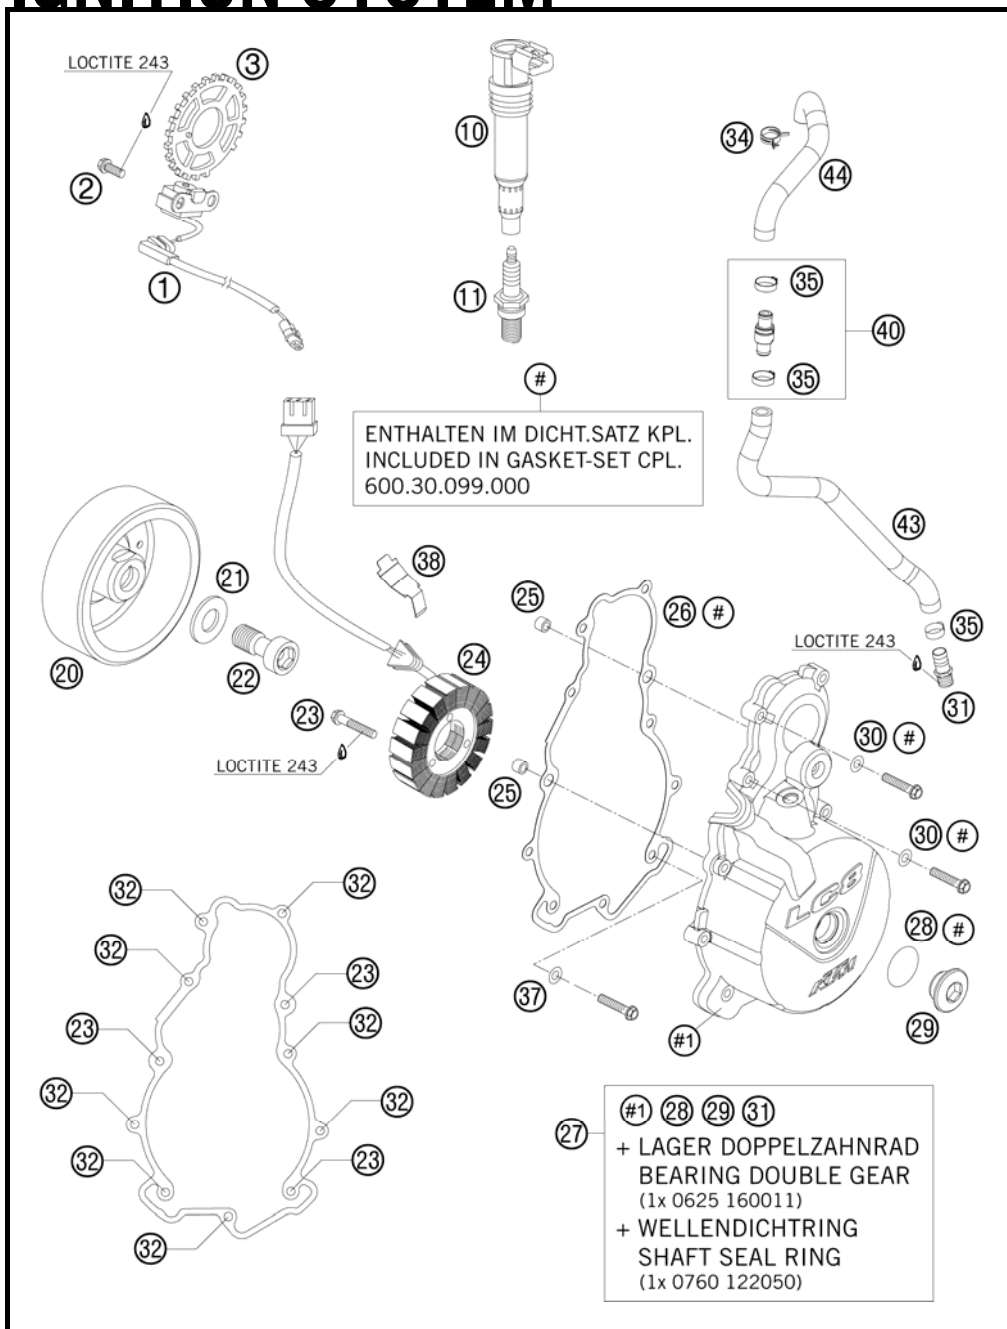 IGNITION SYSTEM
LOCTITE 243
3
2
1
10
11
34
44
35
40
35
#
ENTHALTEN IM DICHT.SATZ KPL.
INCLUDED IN GASKET-SET CPL.
600.30.099.000
43
38
21
20
22
24
23
LOCTITE 243
25
25
26 #
LOCTITE 243
35
31
30 #
30 #
LC8
KTM
28 #
29
37
#1
32
32
32
23
23
32
32
32
32
23
32
27
#1 28 29 31
+ LAGER DOPPELZAHNRAD
BEARING DOUBLE GEAR
(1x 0625 160011)
+ WELLENDICHTRING
SHAFT SEAL RING
(1x 0760 122050)